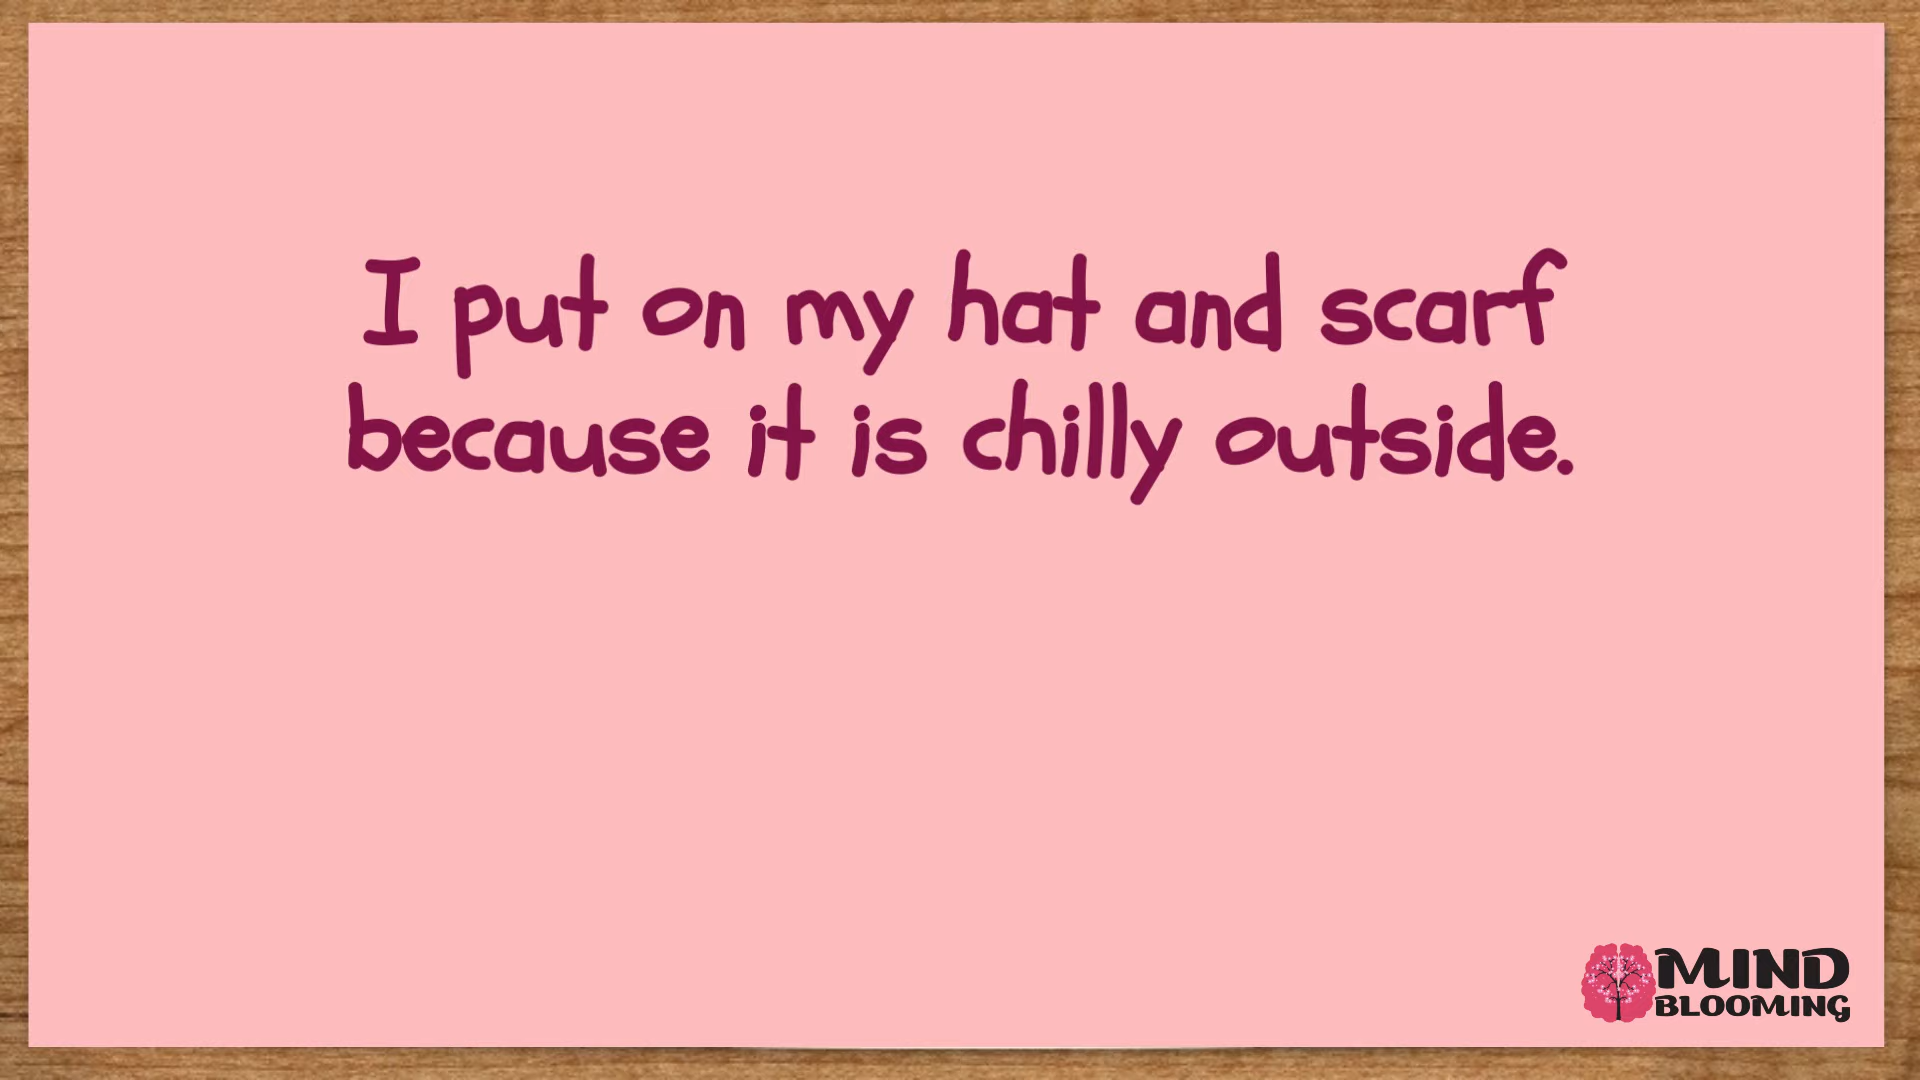 I put on my hat and scarf
because it is chilly outside.
MIND
BLOOMING